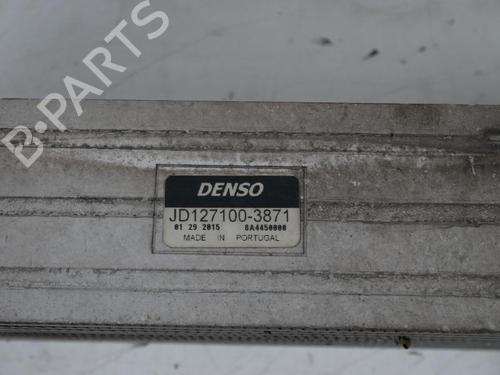 B-PARTS
DENSO
JD127100-3871
01 29 2015 8A4450000
MADE IN PORTUGAL